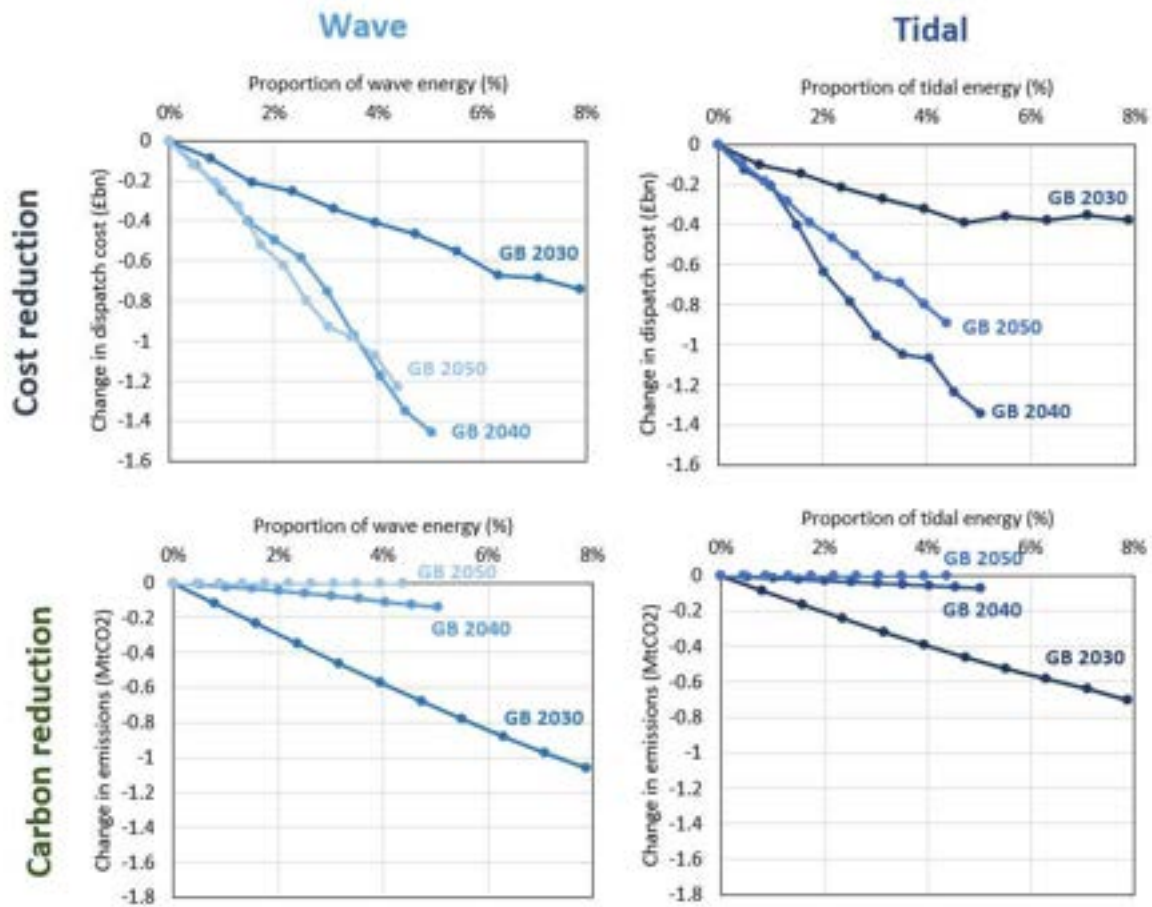 Wave
Tidal
Cost reduction
Proportion of wave energy (%)
0% 2% 4% 6% 8%
Change in dispatch cost (£bn)
0
-0.2
-0.4
-0.6
-0.8
-1
-1.2
-1.4
-1.6
GB 2030
GB 2050
GB 2040
Proportion of tidal energy (%)
0% 2% 4% 6% 8%
Change in dispatch cost (£bn)
0
-0.2
-0.4
-0.6
-0.8
-1
-1.2
-1.4
-1.6
GB 2030
GB 2050
GB 2040
Carbon reduction
Proportion of wave energy (%)
0% 2% 4% 6% 8%
Change in emissions (MtCO2)
0
-0.2
-0.4
-0.6
-0.8
-1
-1.2
-1.4
-1.6
-1.8
GB 2050
GB 2040
GB 2030
Proportion of tidal energy (%)
0% 2% 4% 6% 8%
Change in emissions (MtCO2)
0
-0.2
-0.4
-0.6
-0.8
-1
-1.2
-1.4
-1.6
-1.8
GB 2050
GB 2040
GB 2030